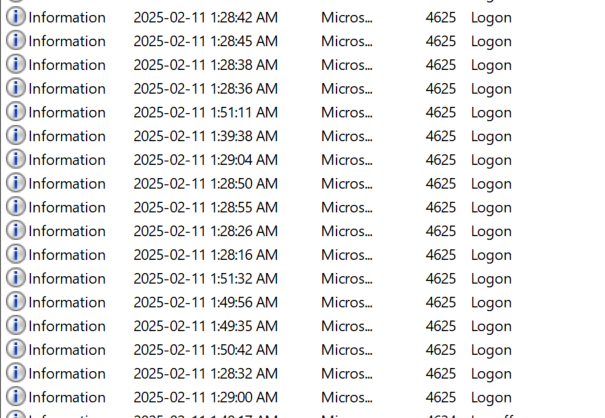 Information 2025-02-11 1:28:42 AM Micros... 4625 Logon
Information 2025-02-11 1:28:45 AM Micros... 4625 Logon
Information 2025-02-11 1:28:38 AM Micros... 4625 Logon
Information 2025-02-11 1:28:36 AM Micros... 4625 Logon
Information 2025-02-11 1:51:11 AM Micros... 4625 Logon
Information 2025-02-11 1:39:38 AM Micros... 4625 Logon
Information 2025-02-11 1:29:04 AM Micros... 4625 Logon
Information 2025-02-11 1:28:50 AM Micros... 4625 Logon
Information 2025-02-11 1:28:55 AM Micros... 4625 Logon
Information 2025-02-11 1:28:26 AM Micros... 4625 Logon
Information 2025-02-11 1:28:16 AM Micros... 4625 Logon
Information 2025-02-11 1:51:32 AM Micros... 4625 Logon
Information 2025-02-11 1:49:56 AM Micros... 4625 Logon
Information 2025-02-11 1:49:35 AM Micros... 4625 Logon
Information 2025-02-11 1:50:42 AM Micros... 4625 Logon
Information 2025-02-11 1:28:32 AM Micros... 4625 Logon
Information 2025-02-11 1:29:00 AM Micros... 4625 Logon